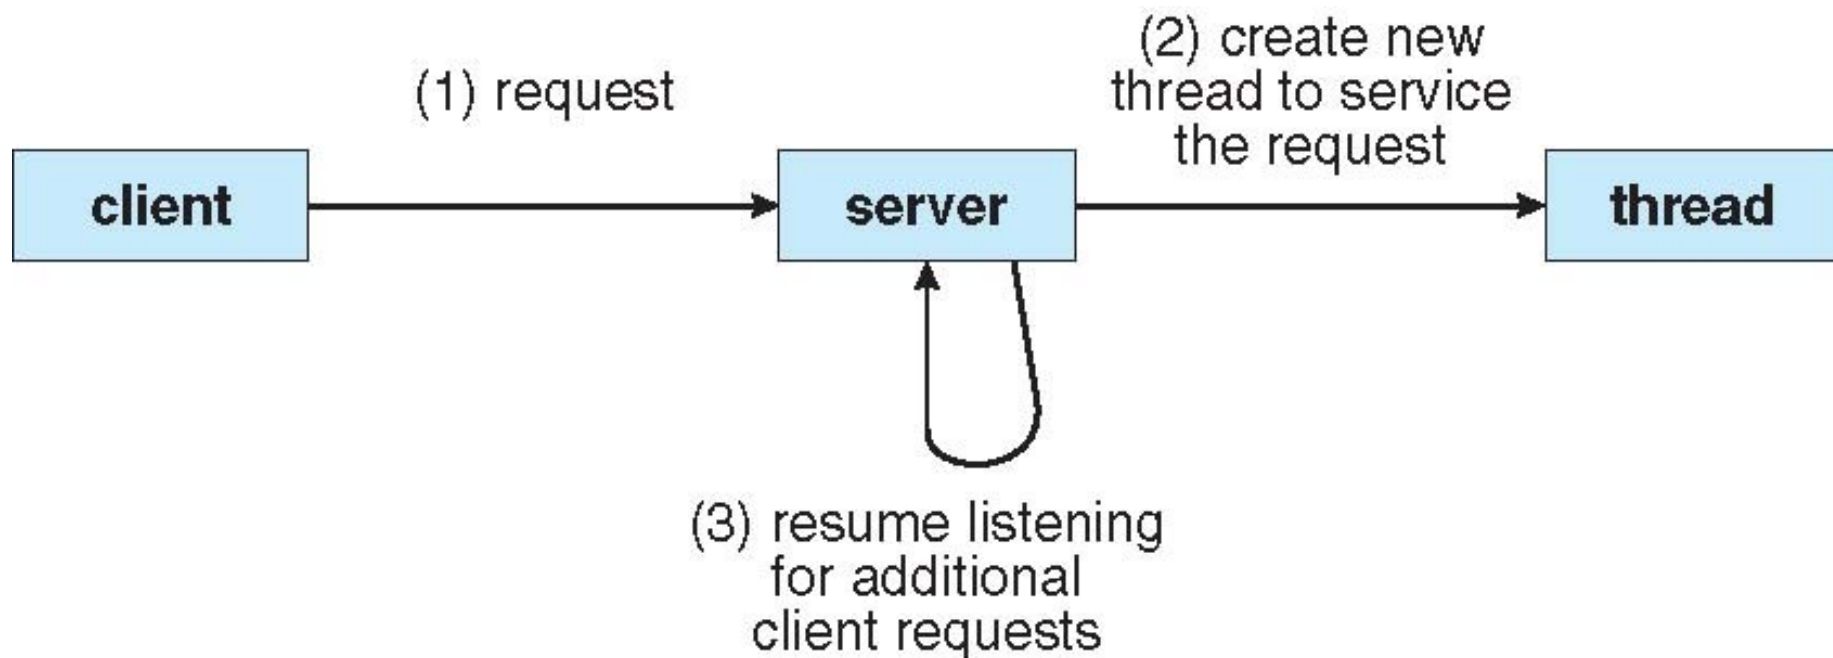 (1) request
(2) create new
thread to service
the request
client
server
thread
(3) resume listening
for additional
client requests